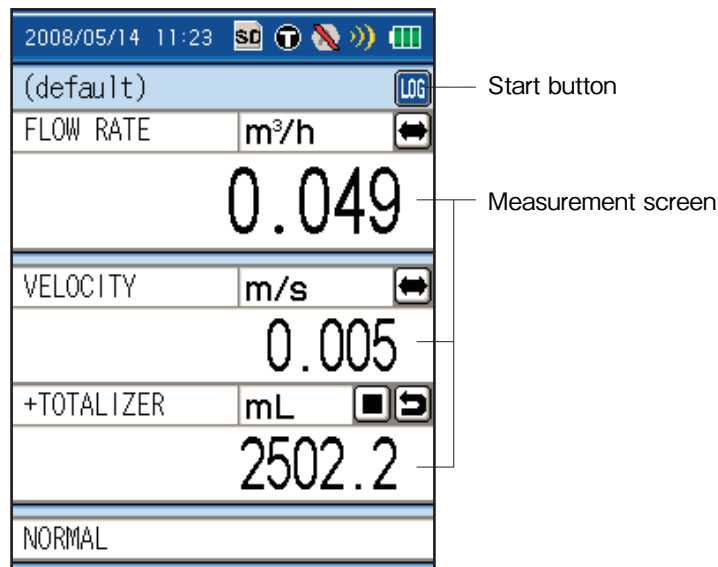 2008/05/14 11:23 SD T
(default) LOG Start button
FLOW RATE m³/h
0.049 Measurement screen
VELOCITY m/s
0.005
+TOTALIZER mL
2502.2
NORMAL